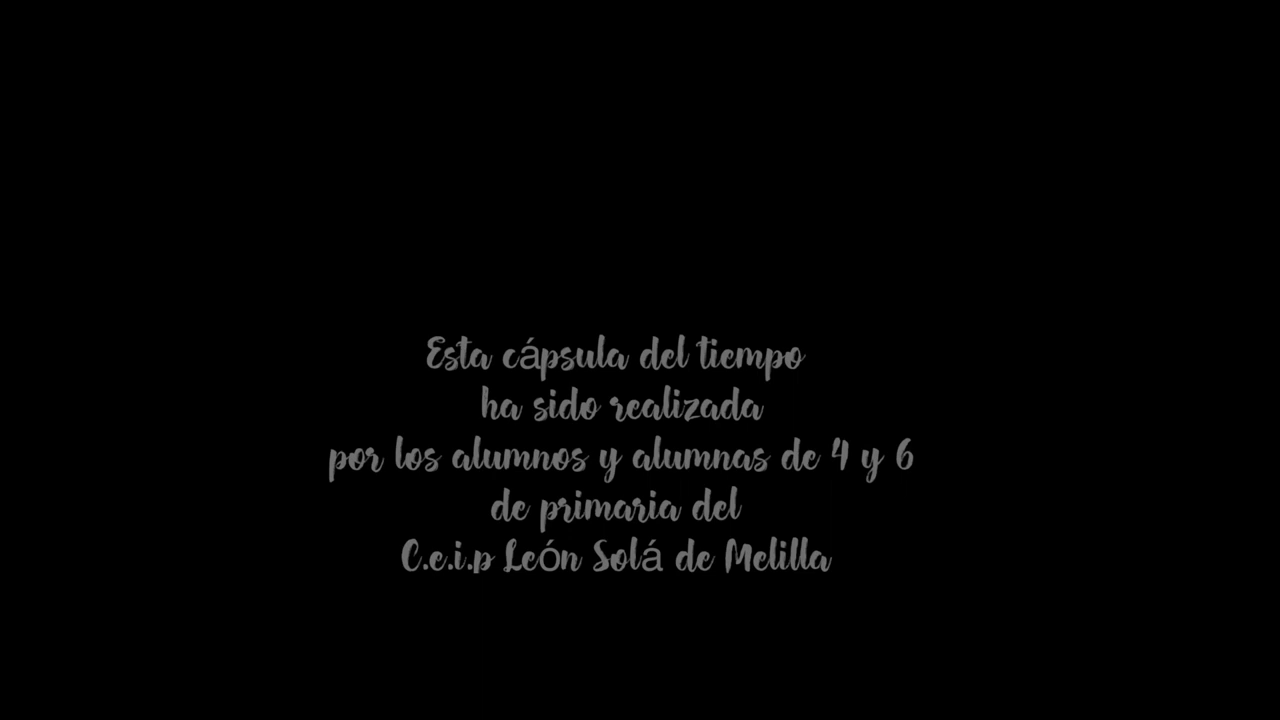 Esta cápsula del tiempo
ha sido realizada
por los alumnos y alumnas de 4 y 6
de primaria del
C.e.i.p León Solá de Melilla